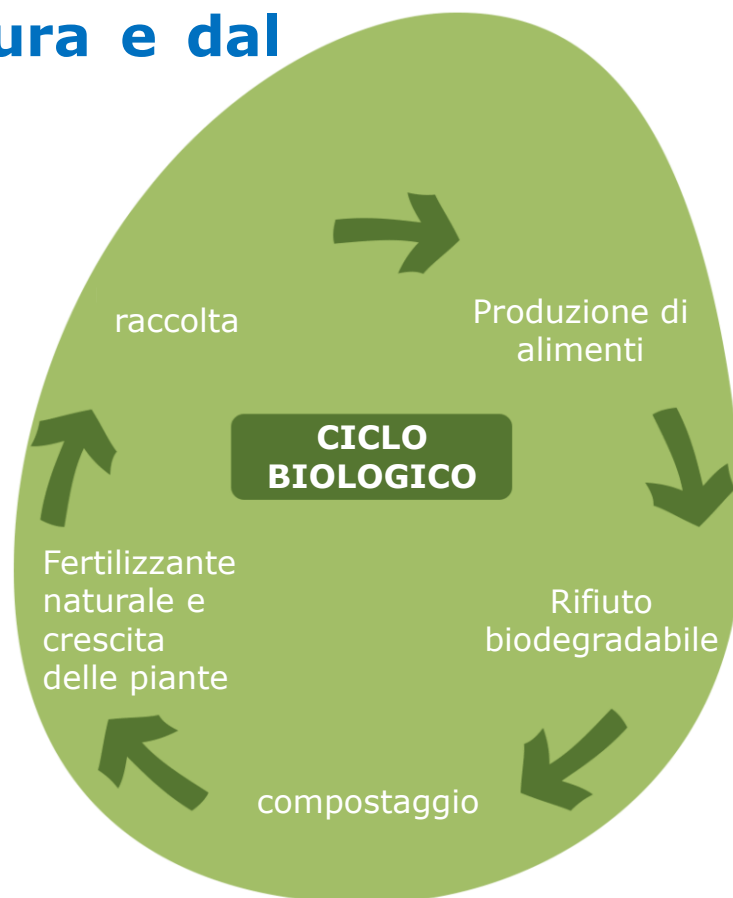 ura e dal
raccolta
Produzione di
alimenti
CICLO
BIOLOGICO
Fertilizzante
naturale e
crescita
delle piante
Rifiuto
biodegradabile
compostaggio